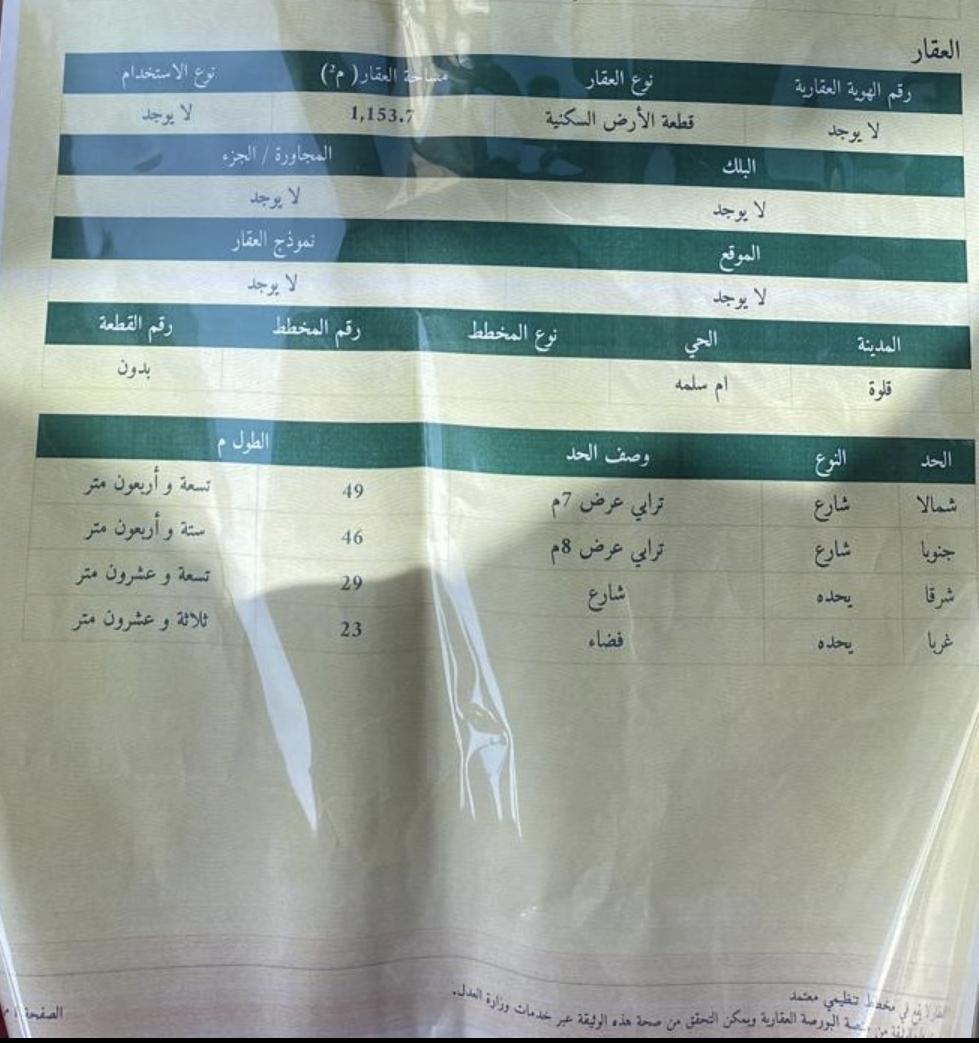 العقار
رقم الهوية العقارية نوع العقار مساحة العقار ( م²) نوع الاستخدام
لا يوجد قطعة الأرض السكنية 1,153.7 لا يوجد
البلك المجاورة / الجزء
لا يوجد لا يوجد
الموقع نموذج العقار
لا يوجد لا يوجد
المدينة الحي نوع المخطط رقم المخطط رقم القطعة
قلوة ام سلمه بدون
الحد النوع وصف الحد الطول م
شمالا شارع ترابي عرض 7م 49 تسعة و أربعون متر
جنوبا شارع ترابي عرض 8م 46 ستة و أربعون متر
شرقا يحده شارع 29 تسعة و عشرون متر
غربا يحده فضاء 23 ثلاثة و عشرون متر
مخطط تنظيمي معتمد
البورصة العقارية ويمكن التحقق من صحة هذه الوثيقة عبر خدمات وزارة العدل.
الصفحة